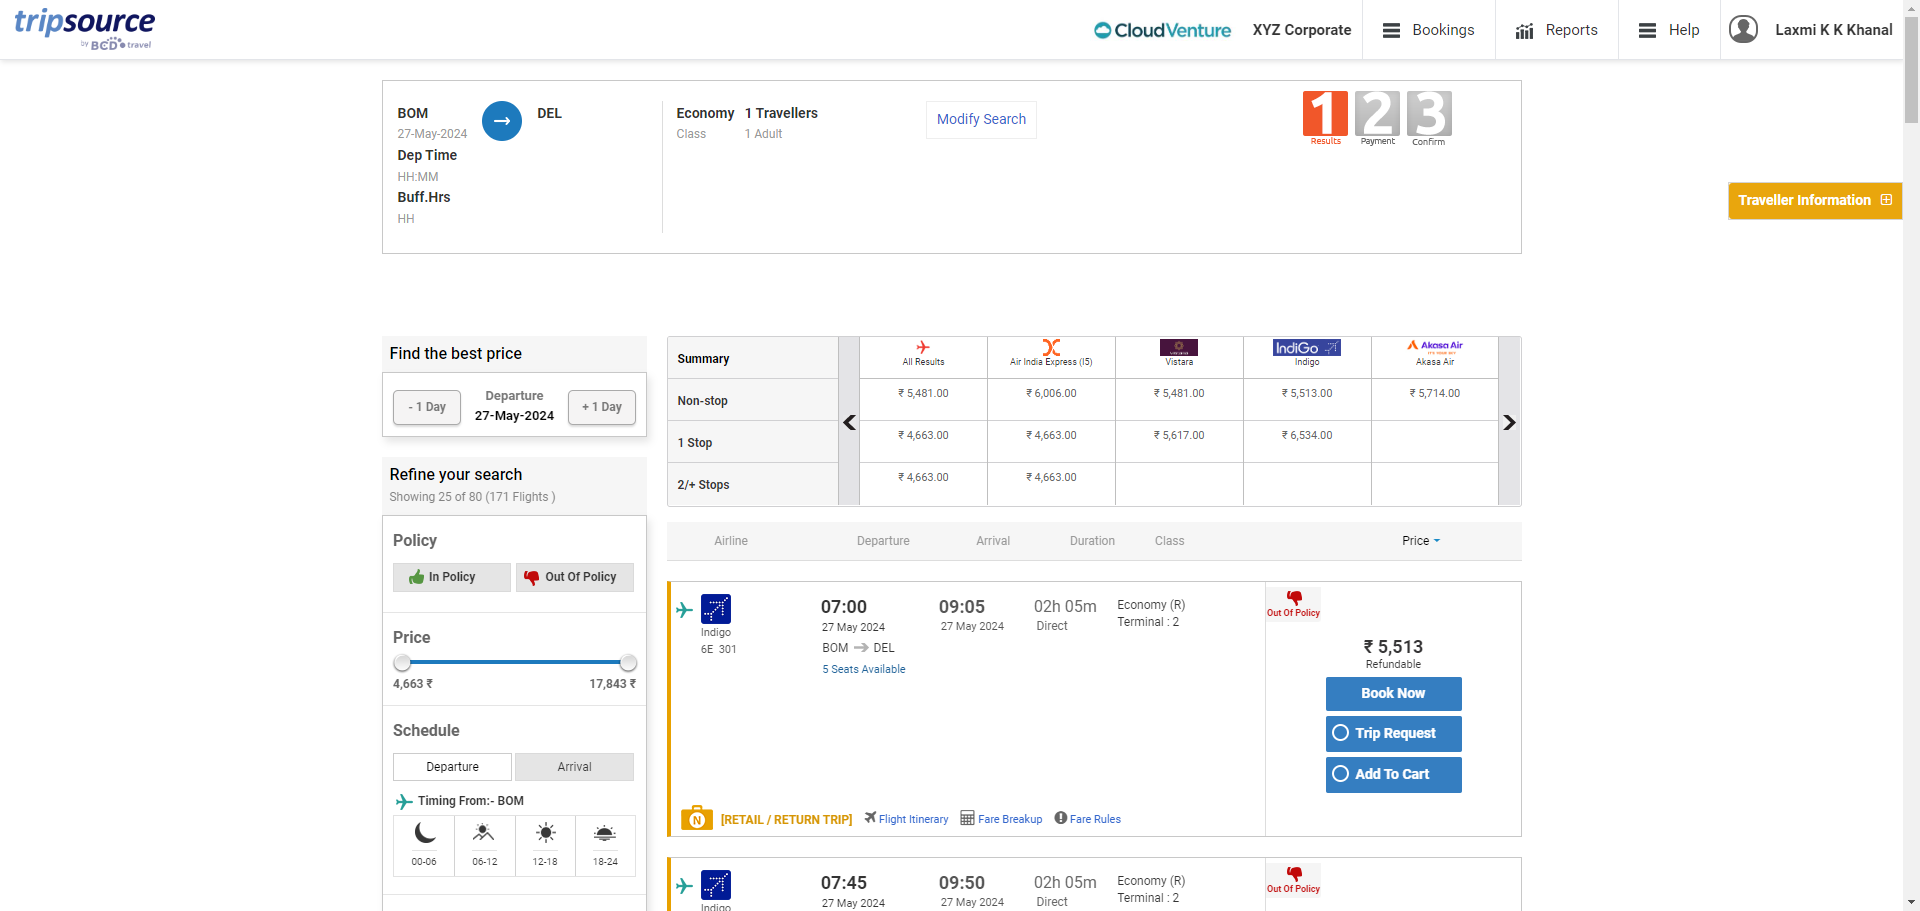 tripsource
by BCD travel
CloudVenture
XYZ Corporate
Bookings
Reports
Help
Laxmi K K Khanal
BOM
27-May-2024
DEL
Dep Time
HH:MM
Buff.Hrs
HH
Economy
Class
1 Travellers
1 Adult
Modify Search
1 2 3
Results Payment Confirm
Traveller Information
Find the best price
- 1 Day
Departure
27-May-2024
+ 1 Day
Refine your search
Showing 25 of 80 (171 Flights )
Policy
In Policy
Out Of Policy
Price
4,663 ₹
17,843 ₹
Schedule
Departure
Arrival
Timing From:- BOM
00-06
06-12
12-18
18-24
Summary
All Results
Air India Express (I5)
Vistara
IndiGo
Indigo
Akasa Air
Akasa Air
Non-stop
₹ 5,481.00
₹ 6,006.00
₹ 5,481.00
₹ 5,513.00
₹ 5,714.00
1 Stop
₹ 4,663.00
₹ 4,663.00
₹ 5,617.00
₹ 6,534.00
2/+ Stops
₹ 4,663.00
₹ 4,663.00
Airline
Departure
Arrival
Duration
Class
Price
Indigo
6E 301
07:00
27 May 2024
BOM
DEL
5 Seats Available
09:05
27 May 2024
02h 05m
Direct
Economy (R)
Terminal : 2
Out Of Policy
₹ 5,513
Refundable
Book Now
Trip Request
Add To Cart
N
[RETAIL / RETURN TRIP]
Flight Itinerary
Fare Breakup
Fare Rules
Indigo
07:45
27 May 2024
09:50
27 May 2024
02h 05m
Direct
Economy (R)
Terminal : 2
Out Of Policy